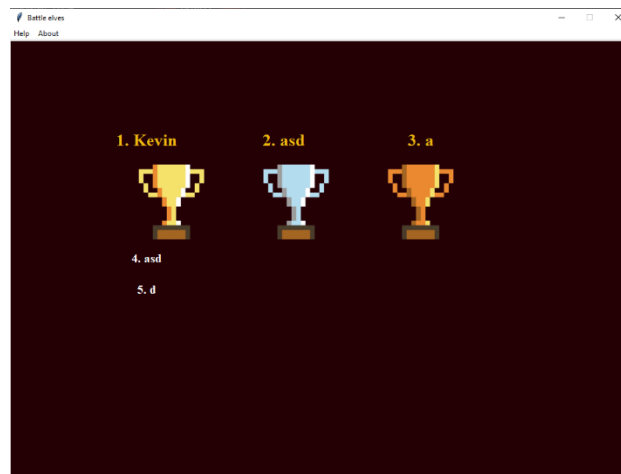 Battle elves
Help About
1. Kevin 2. asd 3. a
4. asd
5. d